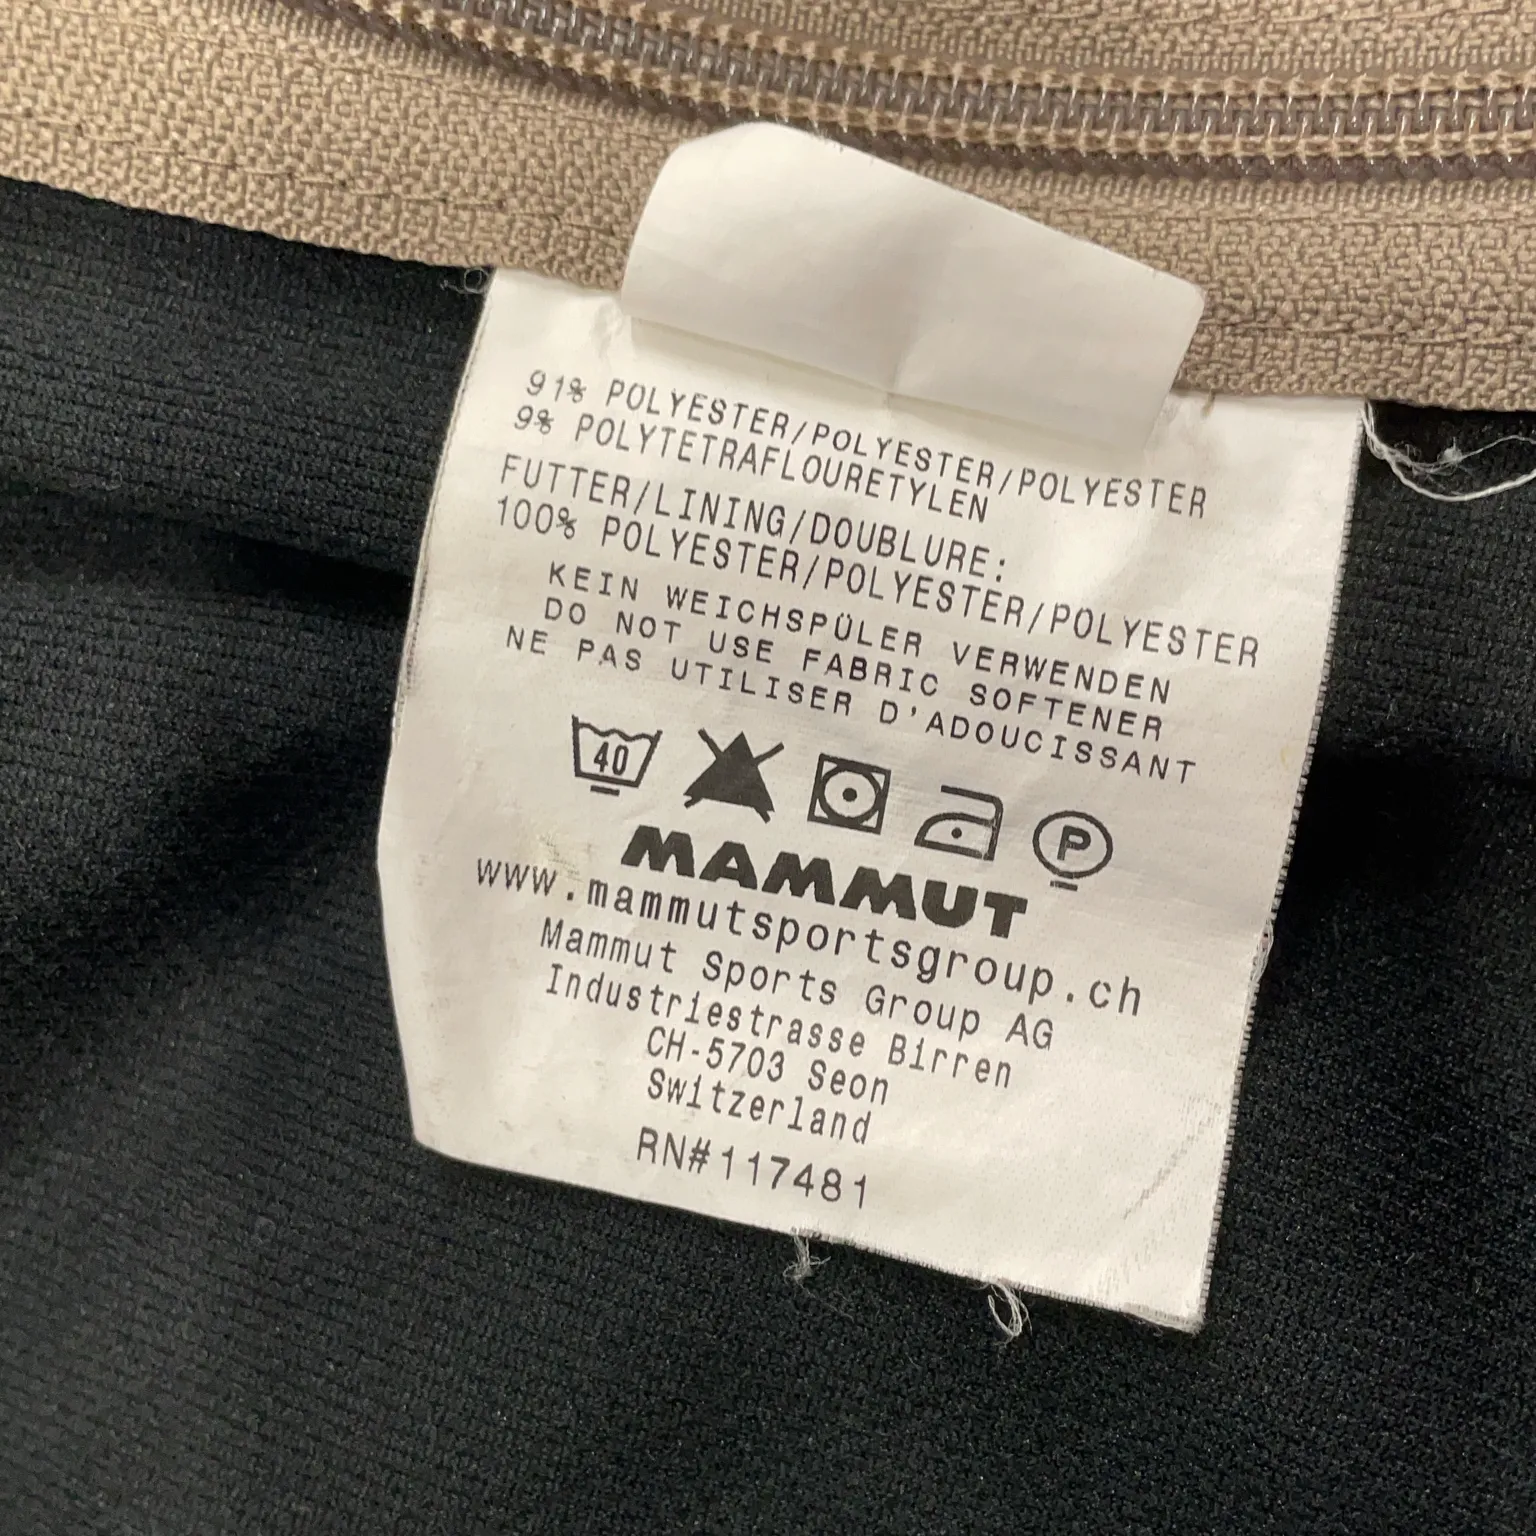 91% POLYESTER/POLYESTER/POLYESTER
9% POLYTETRAFLOURETYLEN
FUTTER/LINING/DOUBLURE:
100% POLYESTER/POLYESTER/POLYESTER
KEIN WEICHSPÜLER VERWENDEN
DO NOT USE FABRIC SOFTENER
NE PAS UTILISER D'ADOUCISSANT
40 P
MAMMUT
www.mammutsportsgroup.ch
Mammut Sports Group AG
Industriestrasse Birren
CH-5703 Seon
Switzerland
RN#117481